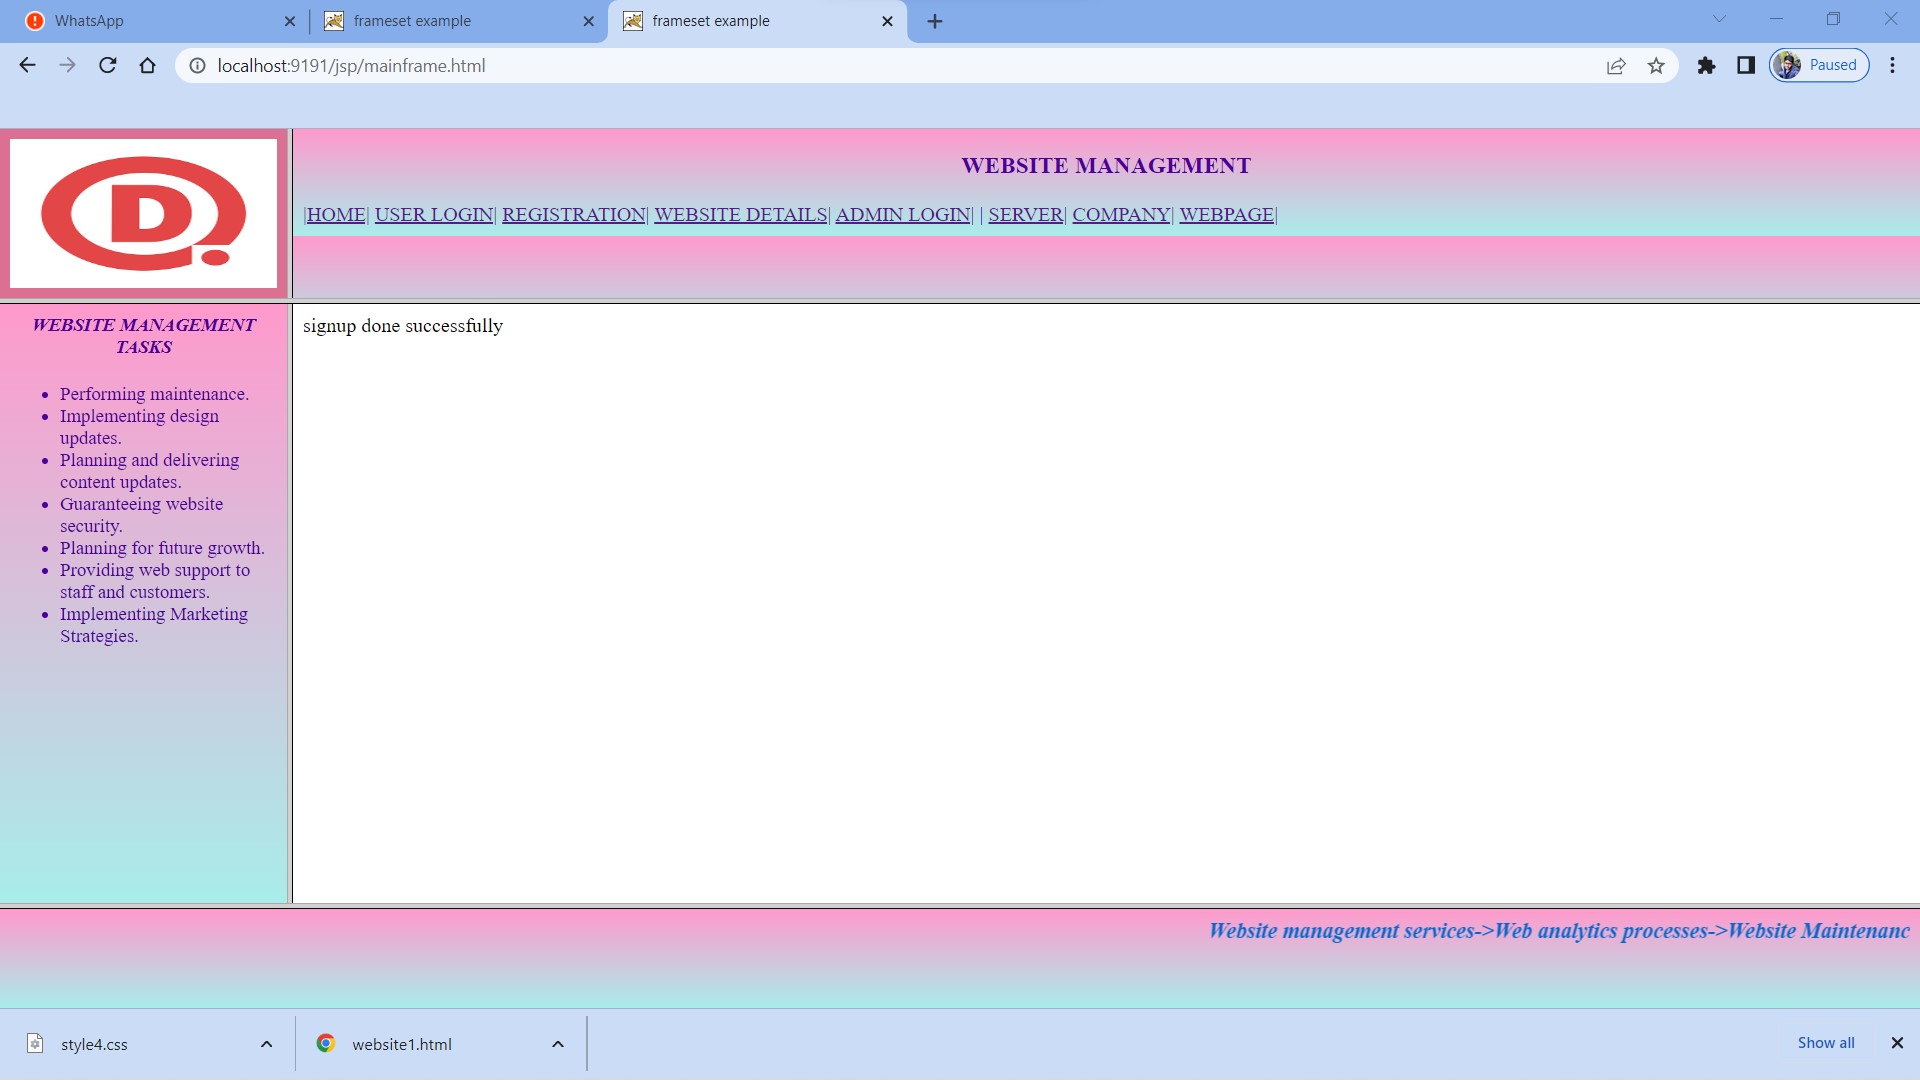 WhatsApp
frameset example
frameset example
localhost:9191/jsp/mainframe.html
Paused
D
WEBSITE MANAGEMENT
|HOME| USER LOGIN| REGISTRATION| WEBSITE DETAILS| ADMIN LOGIN| | SERVER| COMPANY| WEBPAGE|
WEBSITE MANAGEMENT
TASKS
Performing maintenance.
Implementing design
updates.
Planning and delivering
content updates.
Guaranteeing website
security.
Planning for future growth.
Providing web support to
staff and customers.
Implementing Marketing
Strategies.
signup done successfully
Website management services->Web analytics processes->Website Maintenanc
style4.css
website1.html
Show all